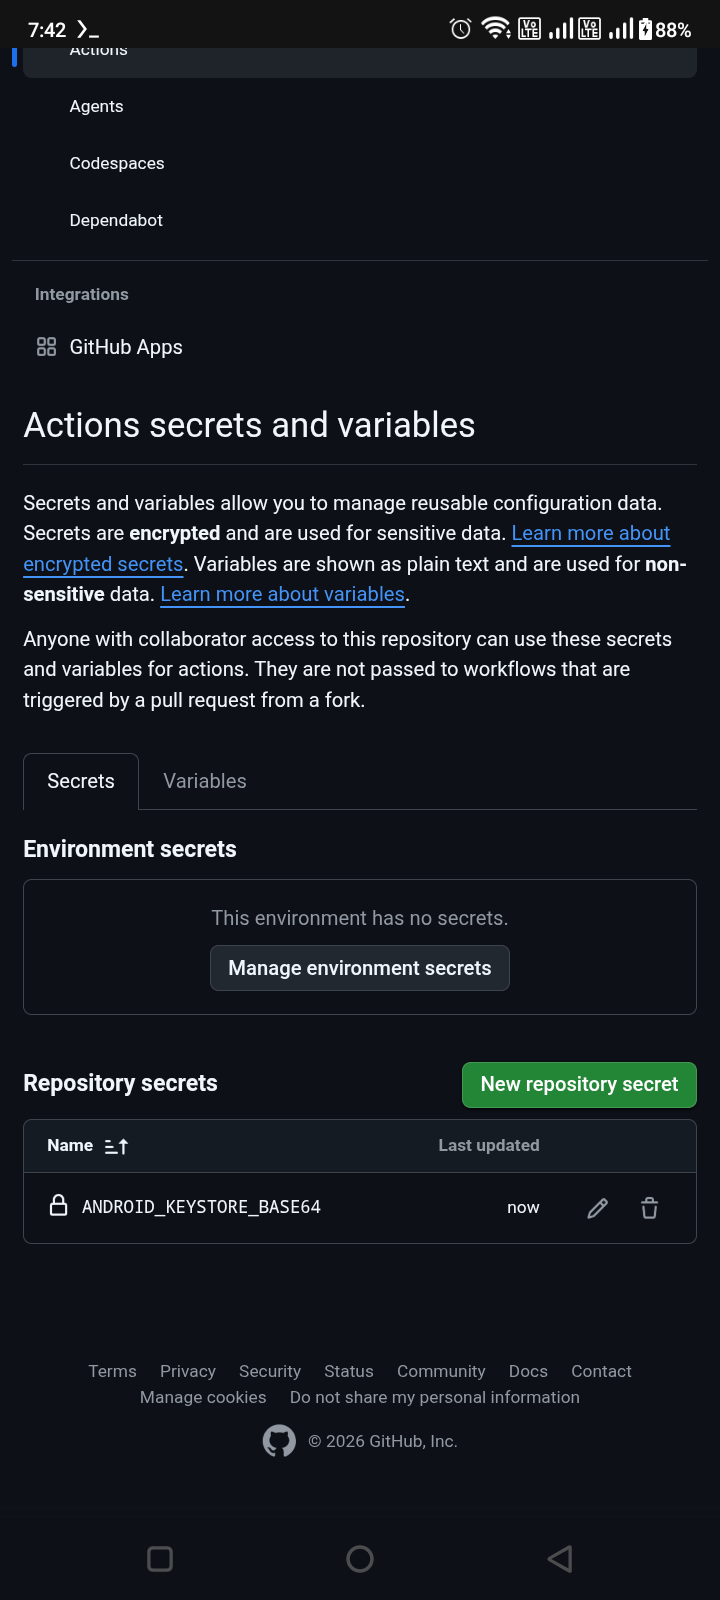 7:42
Vo LTE
Vo LTE
88%
Actions
Agents
Codespaces
Dependabot
Integrations
GitHub Apps
Actions secrets and variables
Secrets and variables allow you to manage reusable configuration data.
Secrets are encrypted and are used for sensitive data. Learn more about
encrypted secrets. Variables are shown as plain text and are used for non-
sensitive data. Learn more about variables.
Anyone with collaborator access to this repository can use these secrets
and variables for actions. They are not passed to workflows that are
triggered by a pull request from a fork.
Secrets Variables
Environment secrets
This environment has no secrets.
Manage environment secrets
Repository secrets New repository secret
Name Last updated
ANDROID_KEYSTORE_BASE64 now
Terms Privacy Security Status Community Docs Contact
Manage cookies Do not share my personal information
© 2026 GitHub, Inc.